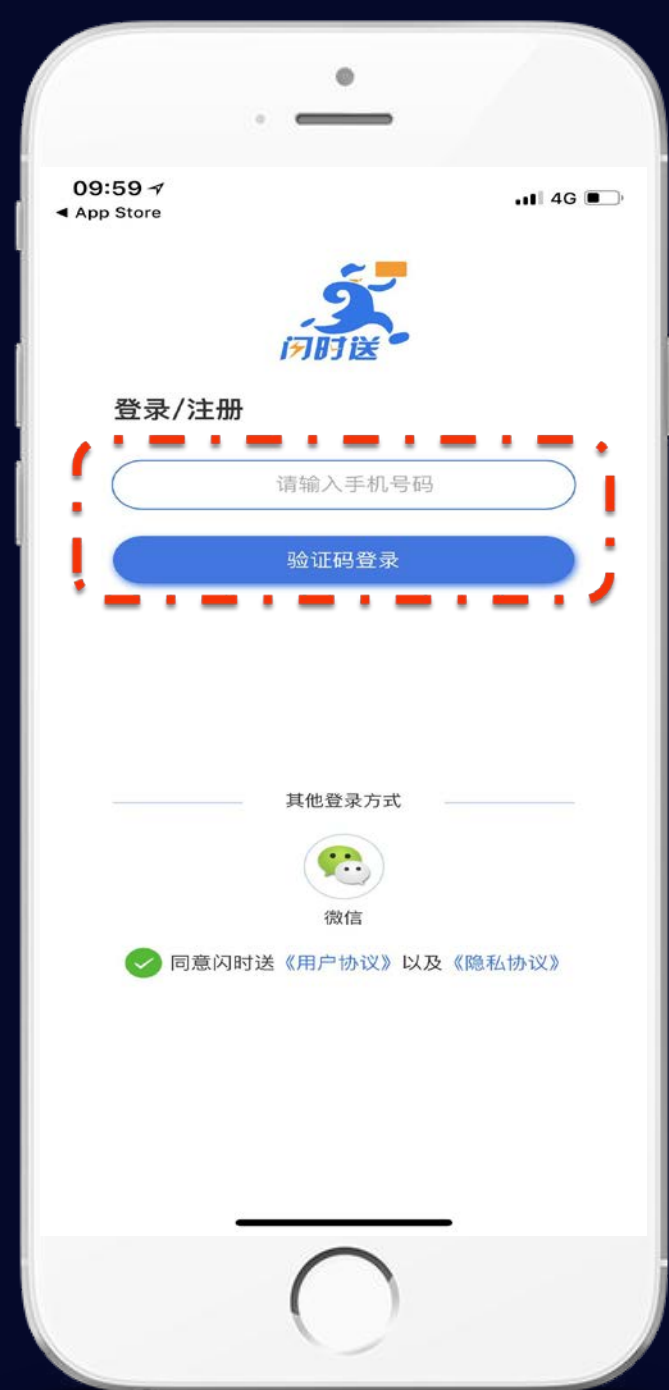 09:59
4G
◀ App Store
闪时送
登录/注册
请输入手机号码
验证码登录
其他登录方式
微信
同意闪时送《用户协议》以及《隐私协议》